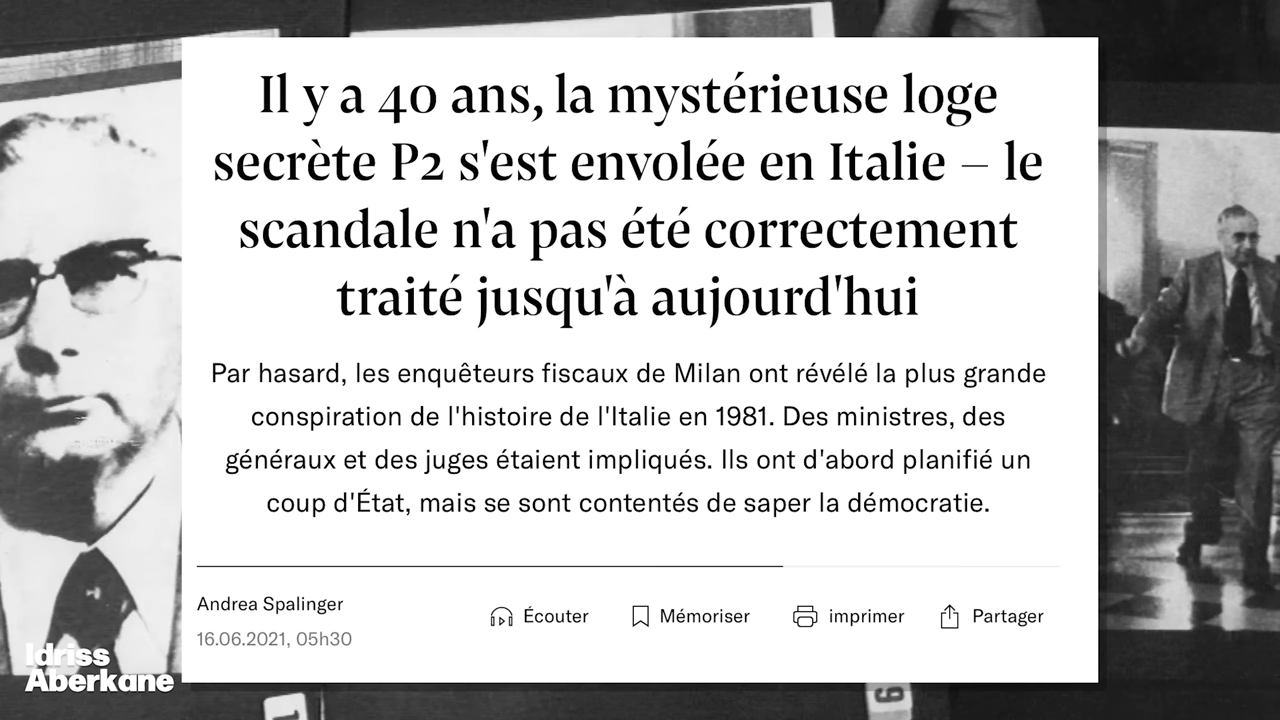 Il y a 40 ans, la mystérieuse loge
secrète P2 s'est envolée en Italie – le
scandale n'a pas été correctement
traité jusqu'à aujourd'hui
Par hasard, les enquêteurs fiscaux de Milan ont révélé la plus grande
conspiration de l'histoire de l'Italie en 1981. Des ministres, des
généraux et des juges étaient impliqués. Ils ont d'abord planifié un
coup d'État, mais se sont contentés de saper la démocratie.
Andrea Spalinger
16.06.2021, 05h30
Écouter
Mémoriser
imprimer
Partager
Idriss
Aberkane